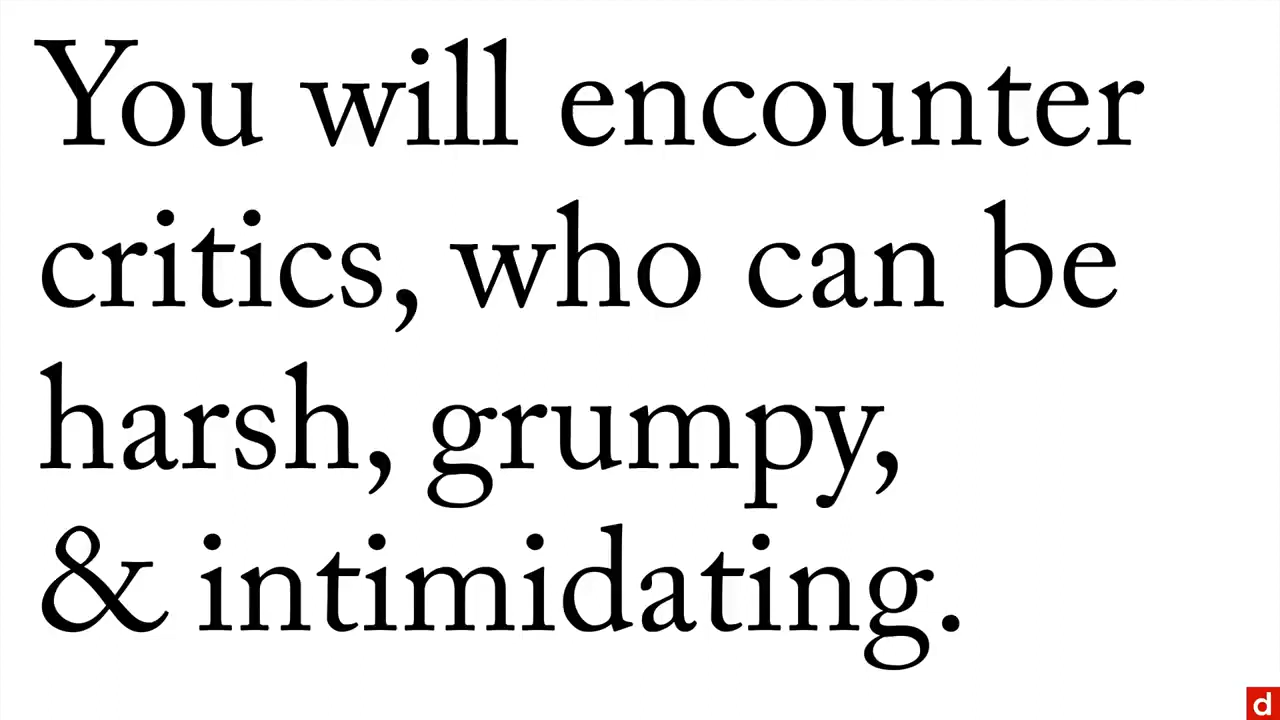 You will encounter
critics, who can be
harsh, grumpy,
& intimidating.
d